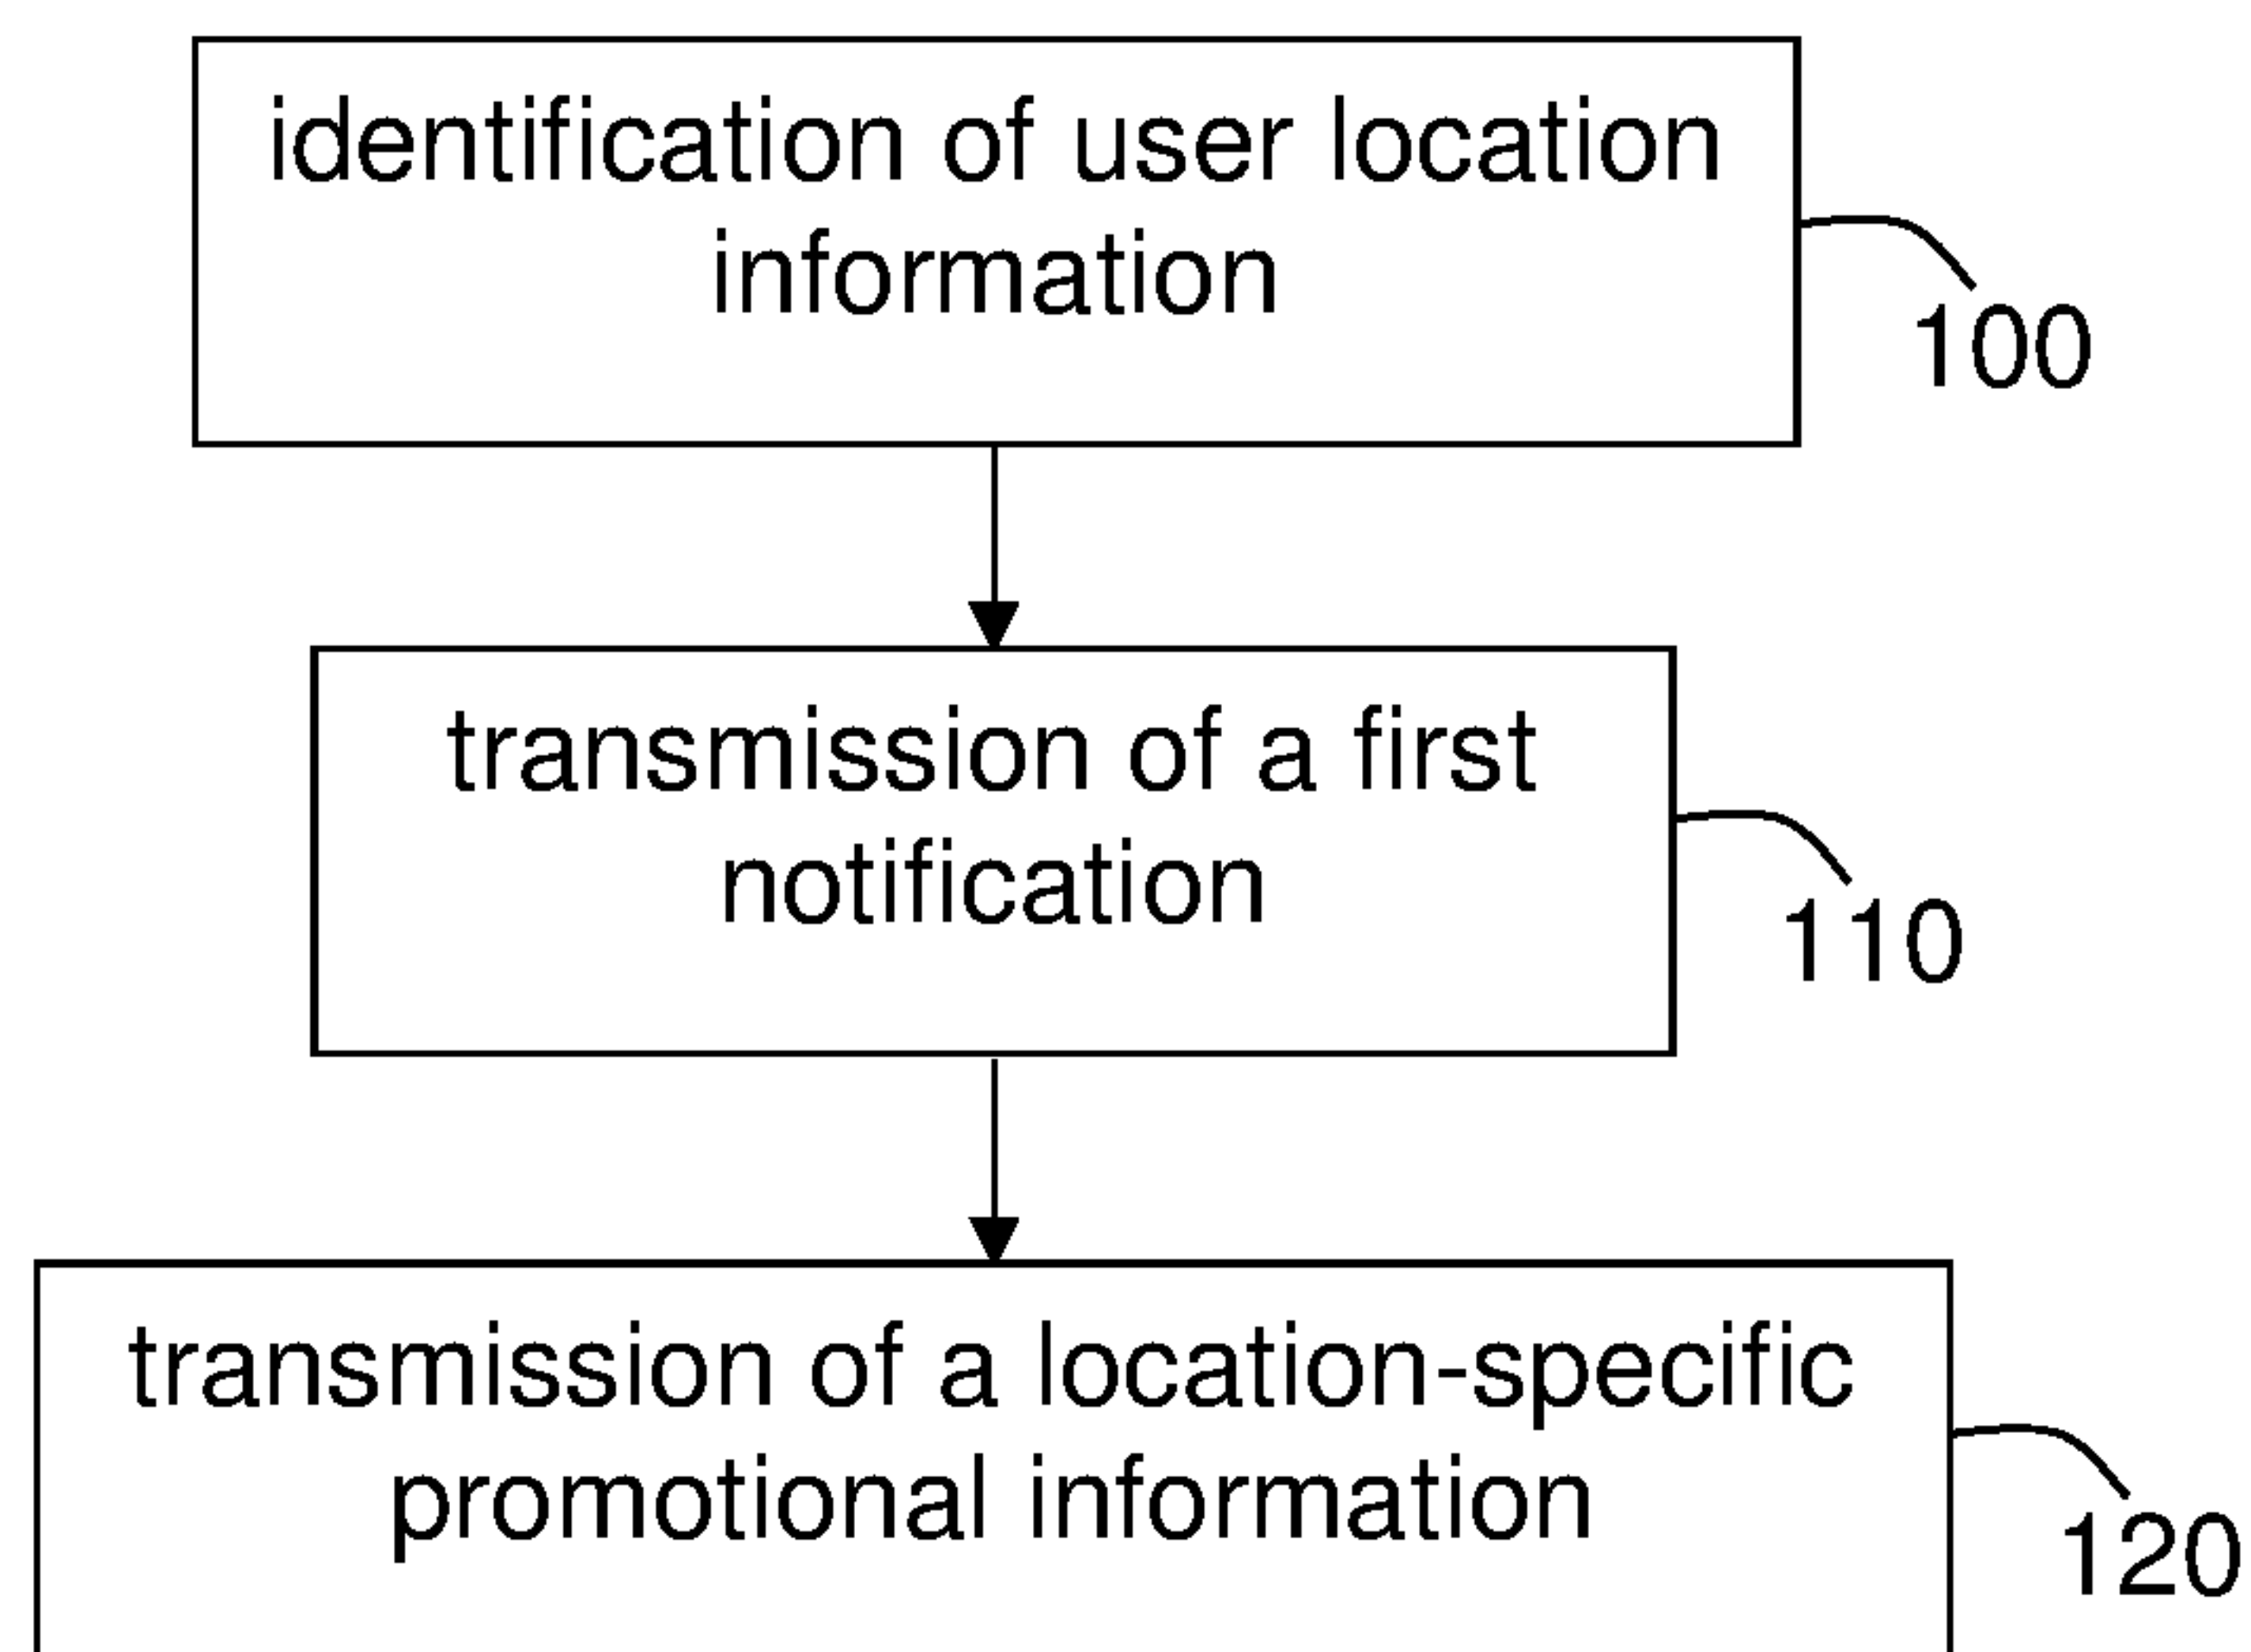 identification of user location
information
100
transmission of a first
notification
110
transmission of a location-specific
promotional information
120